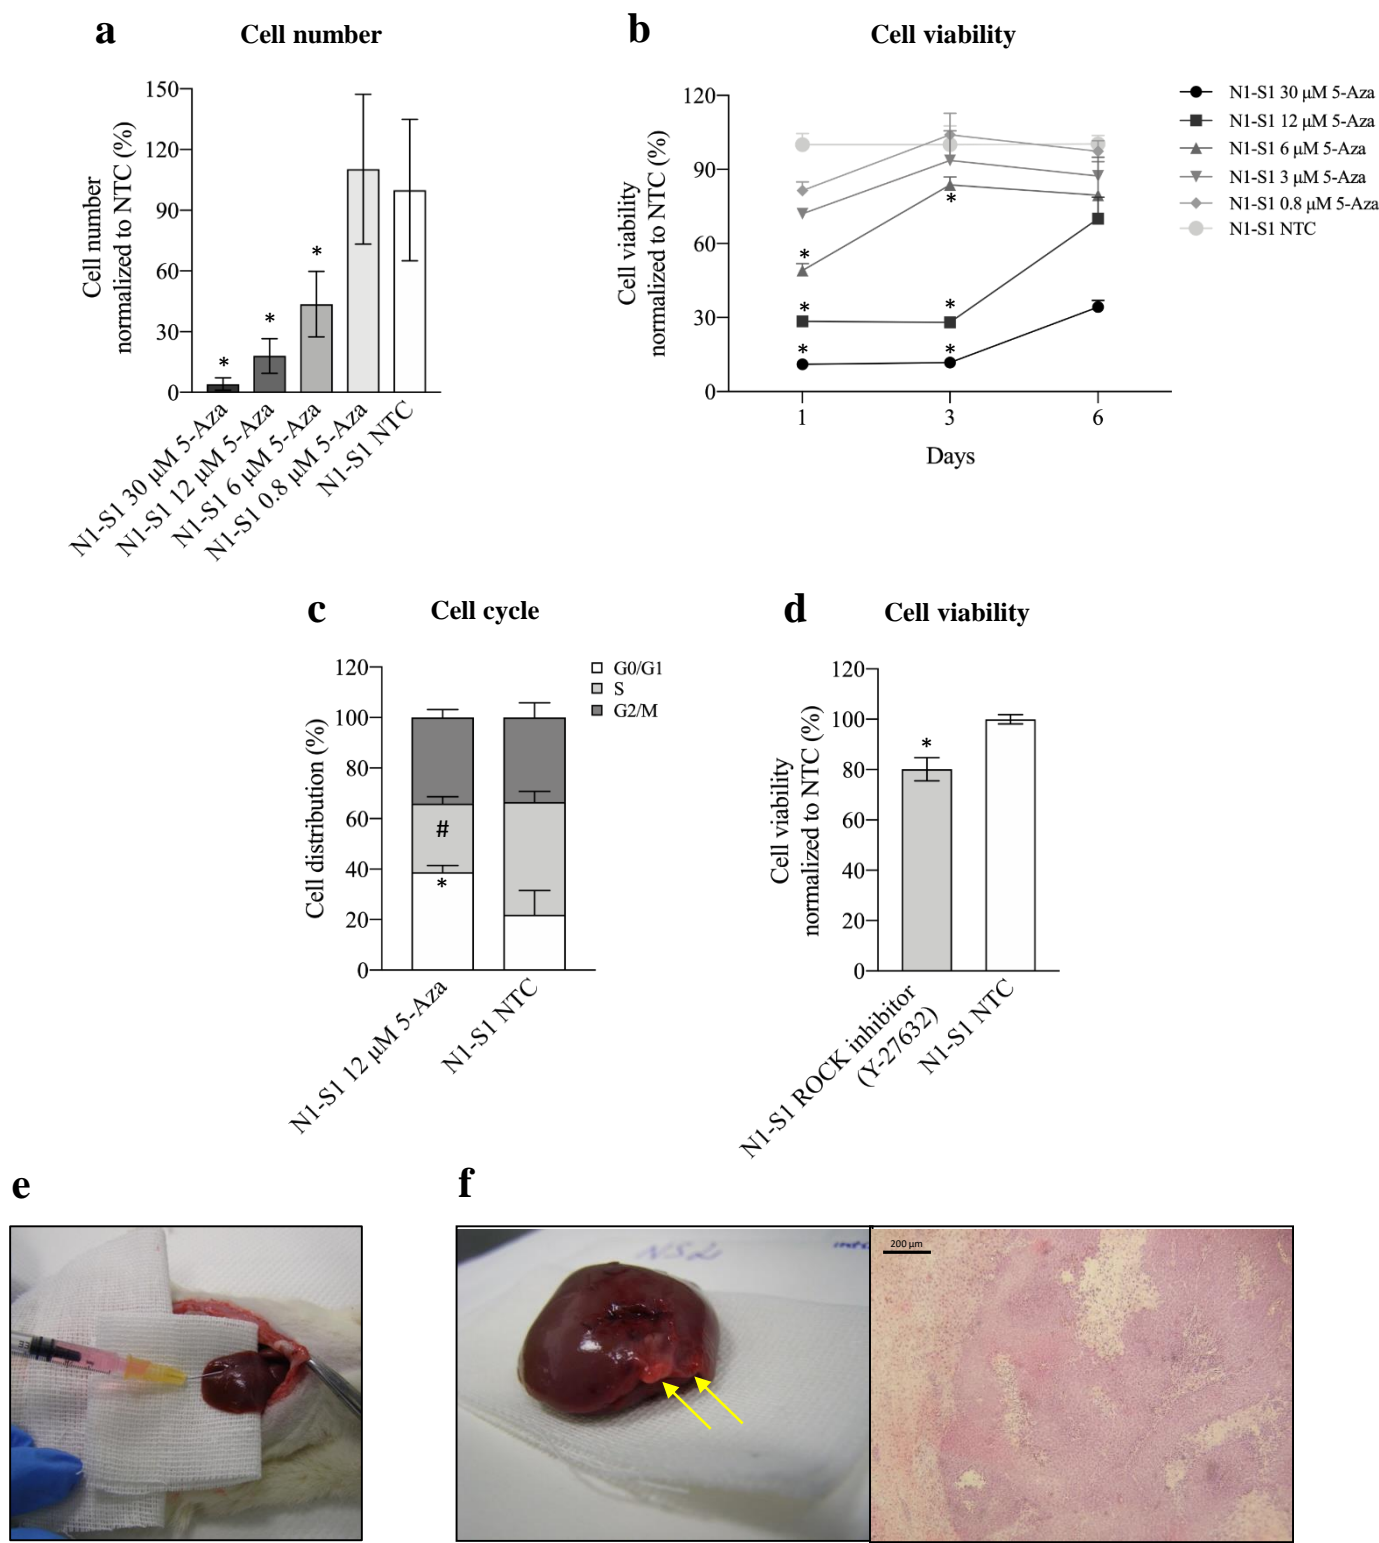 a
Cell number
Cell number
normalized to NTC (%)
150
120
90
60
30
0
*
*
*
N1-S1 30 µM 5-Aza
N1-S1 12 µM 5-Aza
N1-S1 6 µM 5-Aza
N1-S1 0.8 µM 5-Aza
N1-S1 NTC
b
Cell viability
Cell viability
normalized to NTC (%)
120
90
60
30
0
*
*
*
*
*
*
1
3
6
Days
N1-S1 30 µM 5-Aza
N1-S1 12 µM 5-Aza
N1-S1 6 µM 5-Aza
N1-S1 3 µM 5-Aza
N1-S1 0.8 µM 5-Aza
N1-S1 NTC
c
Cell cycle
Cell distribution (%)
120
100
80
60
40
20
0
#
*
N1-S1 12 µM 5-Aza
N1-S1 NTC
G0/G1
S
G2/M
d
Cell viability
Cell viability
normalized to NTC (%)
120
100
80
60
40
20
0
*
N1-S1 ROCK inhibitor
(Y-27632)
N1-S1 NTC
e
f
200 µm